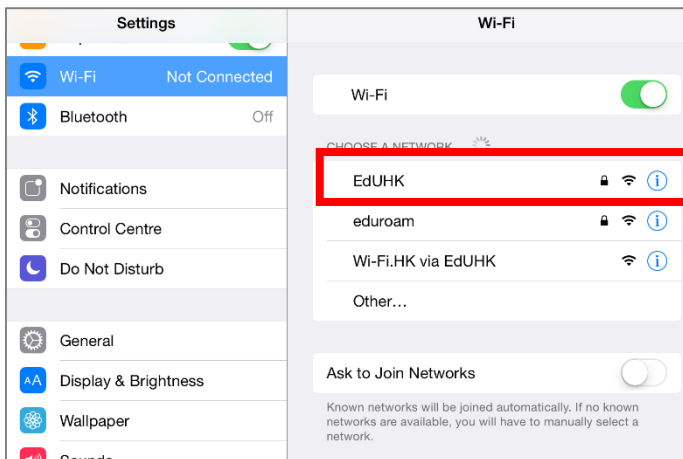 Settings
Wi-Fi
Wi-Fi Not Connected
Bluetooth Off
Notifications
Control Centre
Do Not Disturb
General
Display & Brightness
Wallpaper
Wi-Fi
CHOOSE A NETWORK
EdUHK
eduroam
Wi-Fi.HK via EdUHK
Other...
Ask to Join Networks
Known networks will be joined automatically. If no known
networks are available, you will have to manually select a
network.